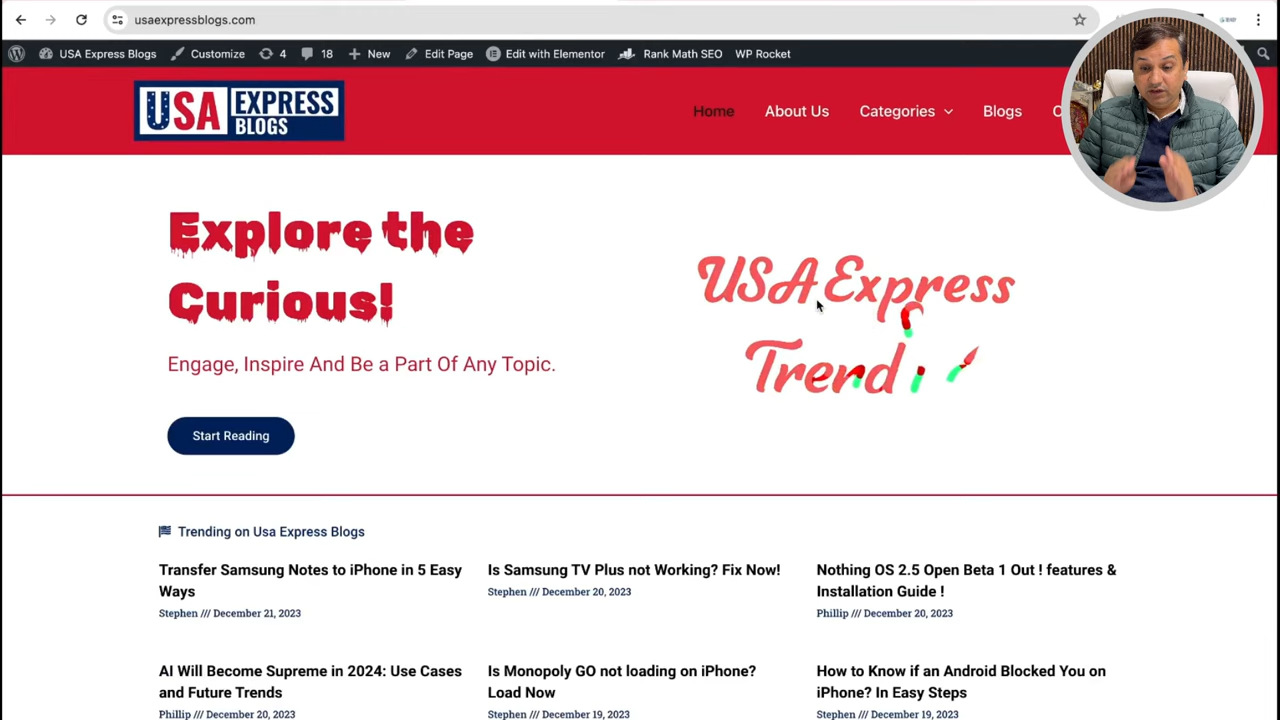 usaexpressblogs.com
USA Express Blogs Customize 4 18 New Edit Page Edit with Elementor Rank Math SEO WP Rocket
USA EXPRESS
BLOGS
Home About Us Categories Blogs
Explore the
Curious!
Engage, Inspire And Be a Part Of Any Topic.
Start Reading
USA Express
Trend
Trending on Usa Express Blogs
Transfer Samsung Notes to iPhone in 5 Easy
Ways
Stephen /// December 21, 2023
Is Samsung TV Plus not Working? Fix Now!
Stephen /// December 20, 2023
Nothing OS 2.5 Open Beta 1 Out ! features &
Installation Guide !
Phillip /// December 20, 2023
AI Will Become Supreme in 2024: Use Cases
and Future Trends
Phillip /// December 20, 2023
Is Monopoly GO not loading on iPhone?
Load Now
Stephen /// December 19, 2023
How to Know if an Android Blocked You on
iPhone? In Easy Steps
Stephen /// December 19, 2023